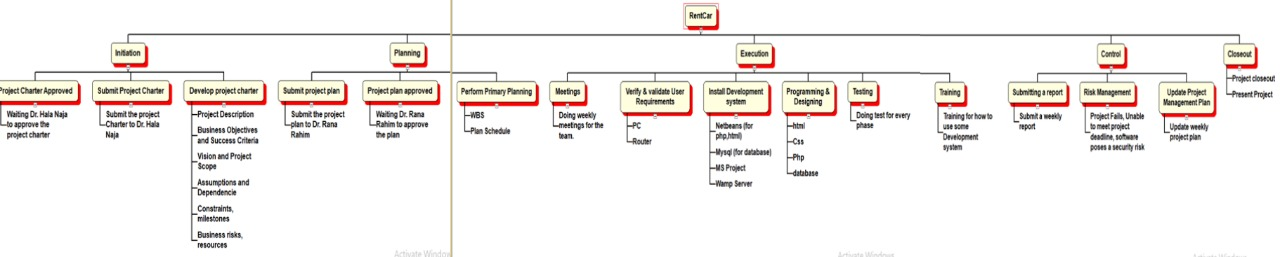 RentCar
Initiation
Planning
Execution
Control
Closeout
Project Charter Approved
Waiting Dr. Hala Naja
to approve the
project charter
Submit Project Charter
Submit the project
Charter to Dr. Hala
Naja
Develop project charter
Project Description
Business Objectives
and Success Criteria
Vision and Project
Scope
Assumptions and
Dependencie
Constraints,
milestones
Business risks,
resources
Submit project plan
Submit the project
plan to Dr. Rana
Rahim
Project plan approved
Waiting Dr. Rana
Rahim to approve
the plan
Perform Primary Planning
WBS
Plan Schedule
Meetings
Doing weekly
meetings for the
team.
Verify & validate User
Requirements
PC
Router
Install Development
system
Netbeans (for
php,html)
Mysql (for database)
MS Project
Wamp Server
Programming &
Designing
html
Css
Php
database
Testing
Doing test for every
phase
Training
Training for how to
use some
Development
system
Submitting a report
Submit a weekly
report
Risk Management
Project Fails, Unable
to meet project
deadline, software
poses a security risk
Update Project
Management Plan
Update weekly
project plan
Project closeout
Present Project
Activate Window
Activate Windows
Activate Windows